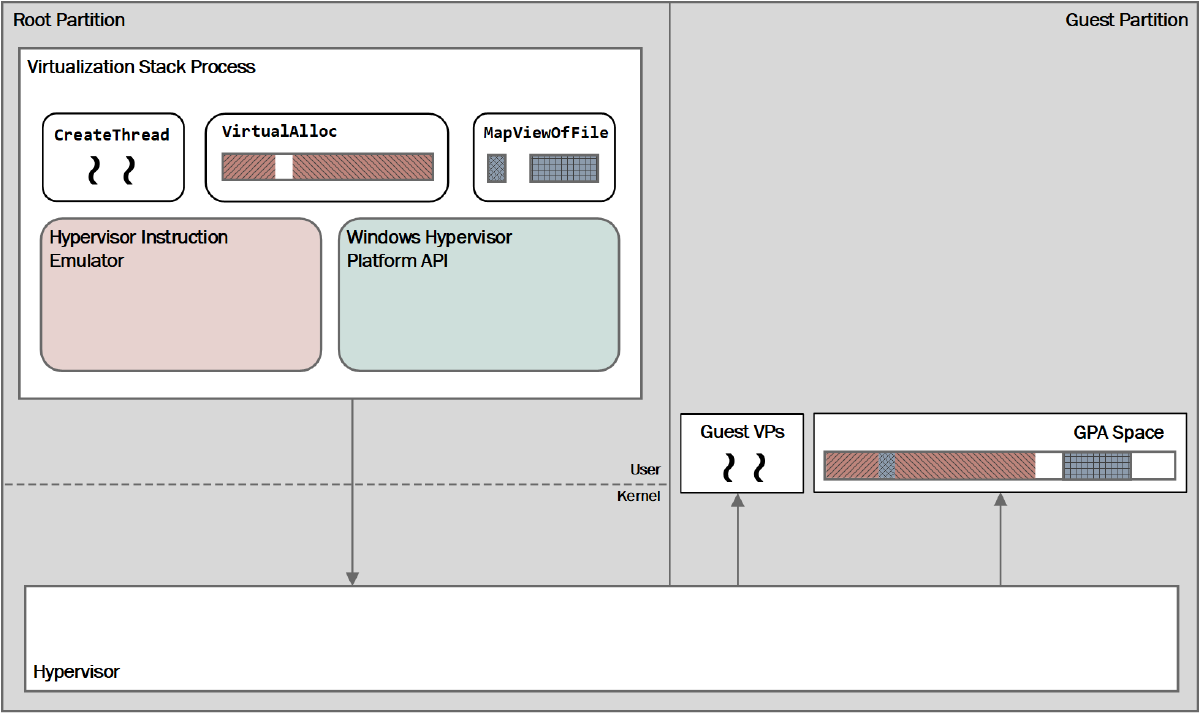 Root Partition
Guest Partition
Virtualization Stack Process
CreateThread
VirtualAlloc
MapViewOfFile
Hypervisor Instruction
Emulator
Windows Hypervisor
Platform API
Guest VPs
GPA Space
User
Kernel
Hypervisor